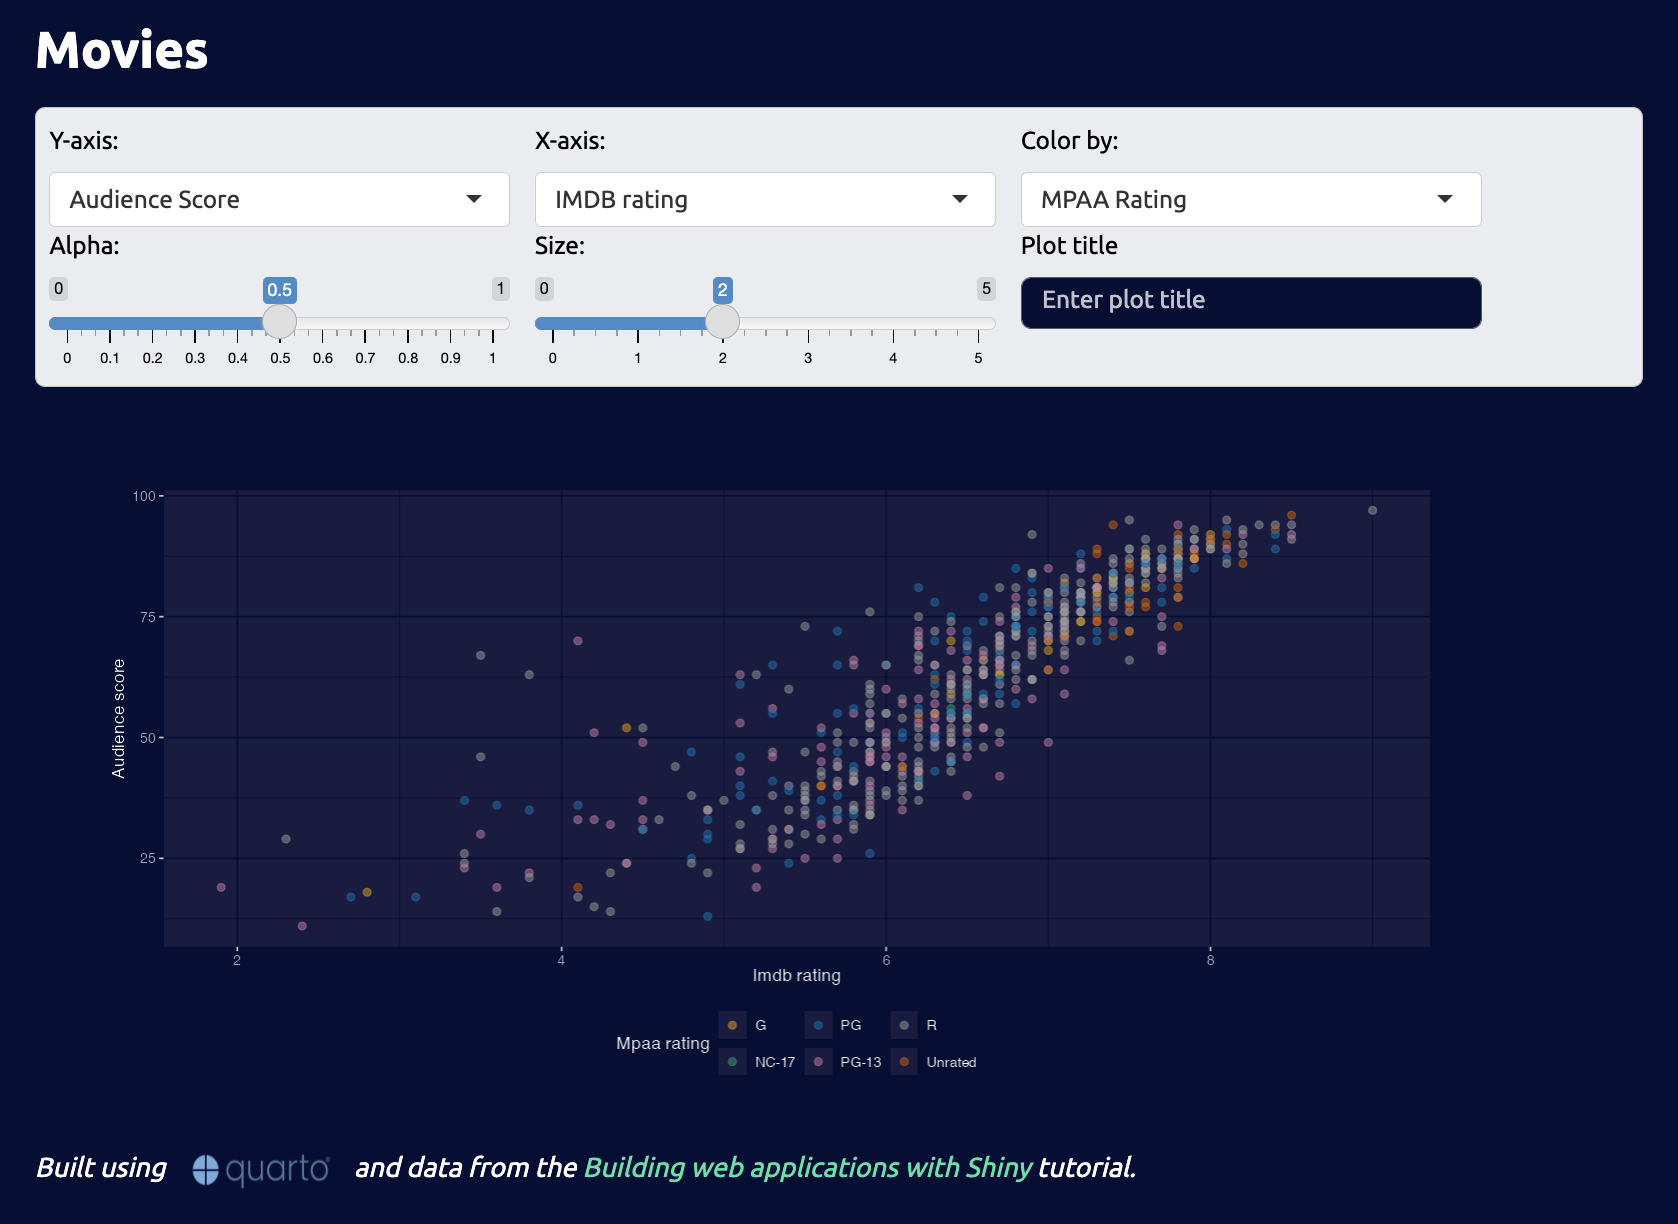 Movies
Y-axis: X-axis: Color by:
Audience Score IMDB rating MPAA Rating
Alpha: Size: Plot title
0 0.5 1 0 2 5 Enter plot title
0 0.1 0.2 0.3 0.4 0.5 0.6 0.7 0.8 0.9 1 0 1 2 3 4 5
100
75
50
25
Audience score
2 4 6 8
Imdb rating
Mpaa rating
G PG R
NC-17 PG-13 Unrated
Built using quarto and data from the Building web applications with Shiny tutorial.